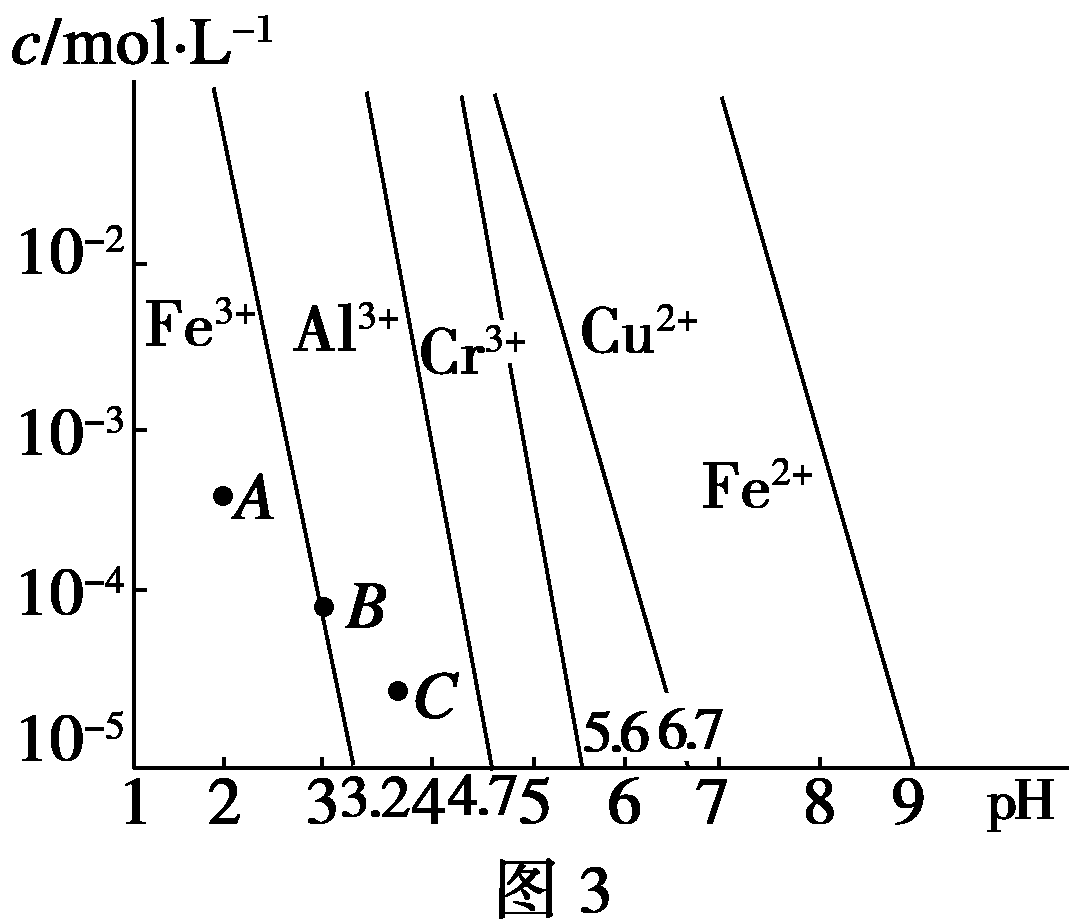 c/mol·L⁻¹
10⁻²
Fe³⁺ Al³⁺ Cr³⁺ Cu²⁺
10⁻³
A Fe²⁺
10⁻⁴
B
C
10⁻⁵
5.6 6.7
1 2 3 3.2 4 4.7 5 6 7 8 9 pH
图 3